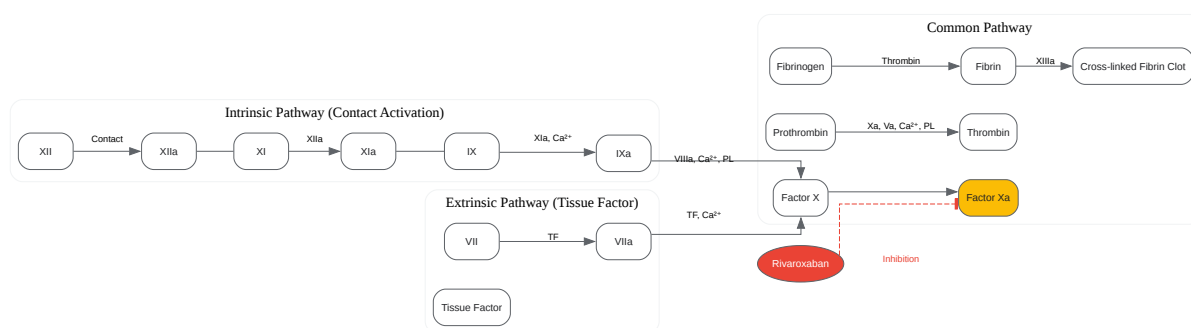 Common Pathway
Fibrinogen
Thrombin
Fibrin
XIIIa
Cross-linked Fibrin Clot
Prothrombin
Xa, Va, Ca²⁺, PL
Thrombin
Factor X
Factor Xa
Intrinsic Pathway (Contact Activation)
XII
Contact
XIIa
XI
XIIa
XIa
IX
XIa, Ca²⁺
IXa
VIIIa, Ca²⁺, PL
Extrinsic Pathway (Tissue Factor)
VII
TF
VIIa
TF, Ca²⁺
Tissue Factor
Rivaroxaban
Inhibition